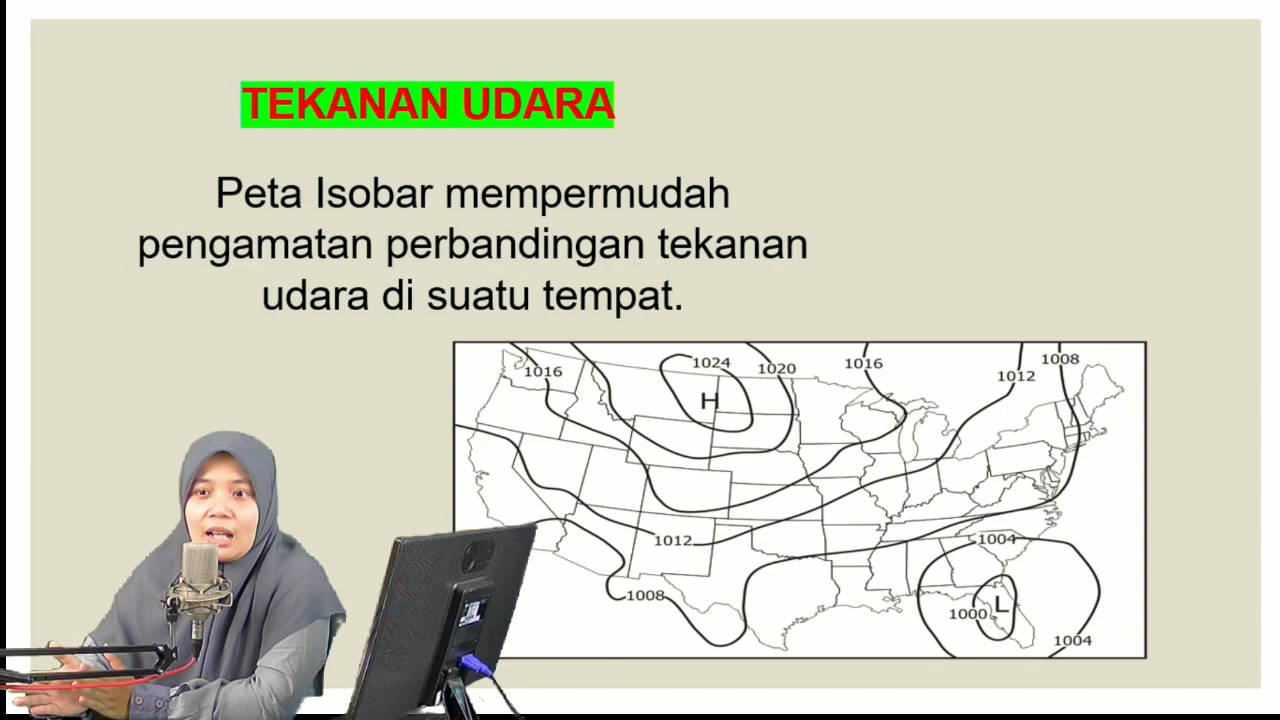 TEKANAN UDARA
Peta Isobar mempermudah
pengamatan perbandingan tekanan
udara di suatu tempat.
1008
1024
1020
1016
1016
1012
H
1012
1004
1008
L
1000
1004